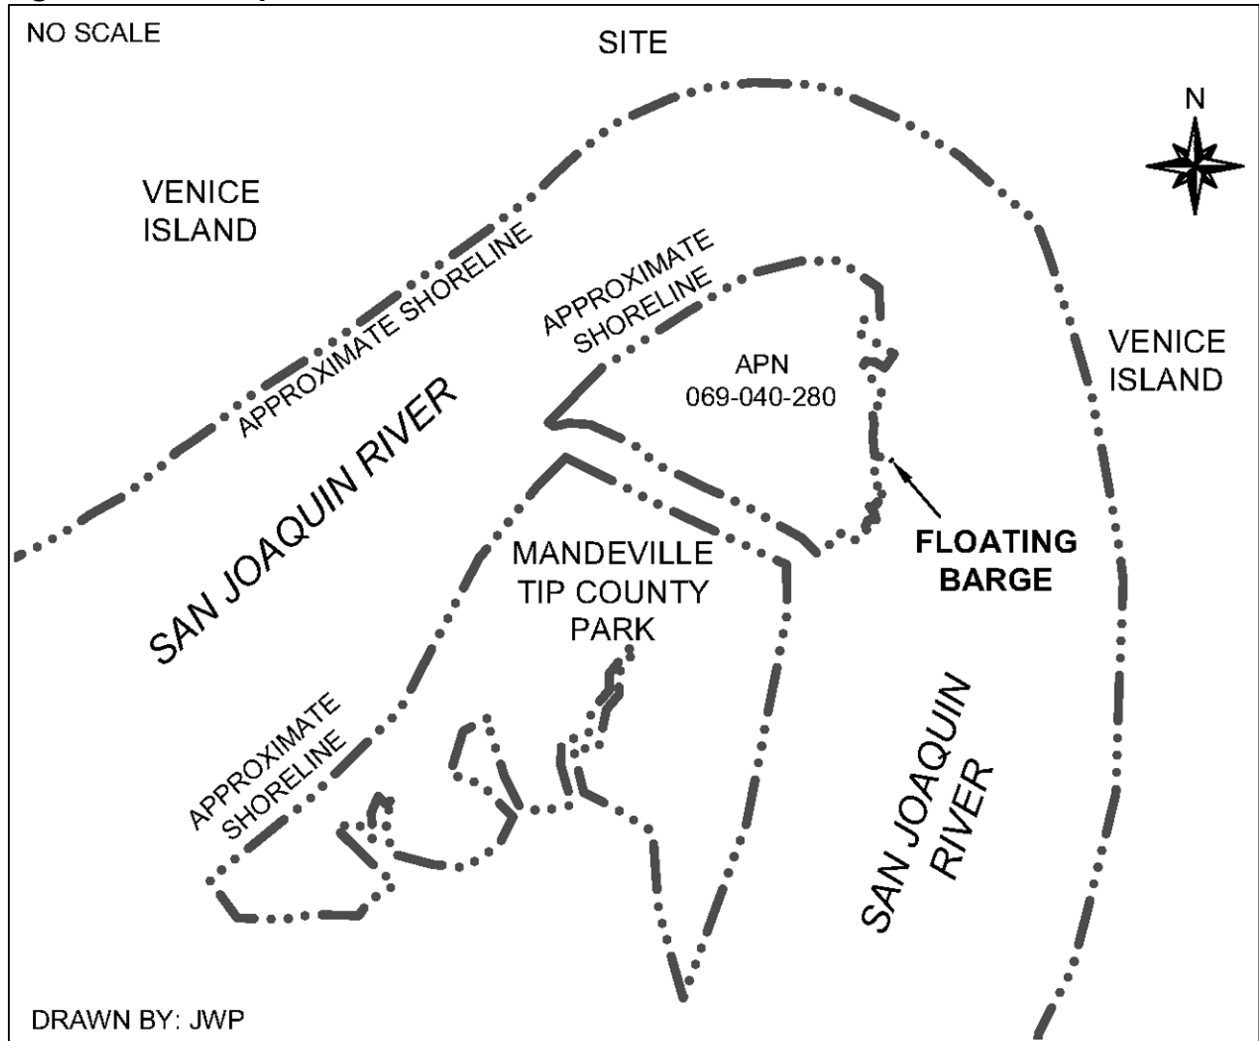 NO SCALE
SITE
N
VENICE
ISLAND
APPROXIMATE SHORELINE
APPROXIMATE
SHORELINE
VENICE
ISLAND
APN
069-040-280
SAN JOAQUIN RIVER
FLOATING
BARGE
MANDEVILLE
TIP COUNTY
PARK
APPROXIMATE
SHORELINE
SAN JOAQUIN
RIVER
DRAWN BY: JWP